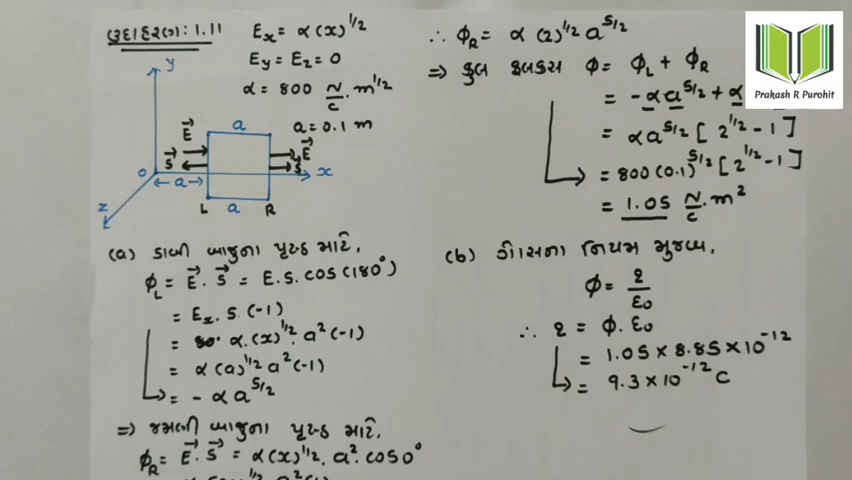 ઉદાહરણ: 1.11
Eₓ = α(x)^1/2
Ey = Ez = 0
α = 800 N/C · m^1/2
a = 0.1 m
y
a
E→ E→
S→ S→
O a x
z L a R
(a) ડાબી બાજુના પૃષ્ઠ માટે,
ϕL = E→ · S→ = E.S. cos(180°)
= Eₓ. S. (-1)
= α.(x)^1/2. a²(-1)
= α(a)^1/2 a²(-1)
= - α a^5/2
⇒ જમણી બાજુના પૃષ્ઠ માટે,
ϕR = E→ · S→ = α(x)^1/2. a². cos 0°
∴ ϕR = α(2)^1/2 a^5/2
⇒ કુલ ફલક્સ ϕ = ϕL + ϕR
= -αa^5/2 + α
= αa^5/2 [2^1/2 - 1]
= 800(0.1)^5/2 [2^1/2 - 1]
= 1.05 N/C · m²
(b) ગૉસના નિયમ મુજબ,
ϕ = q/ε₀
∴ q = ϕ. ε₀
= 1.05 × 8.85 × 10^-12
= 9.3 × 10^-12 C
Prakash R Purohit